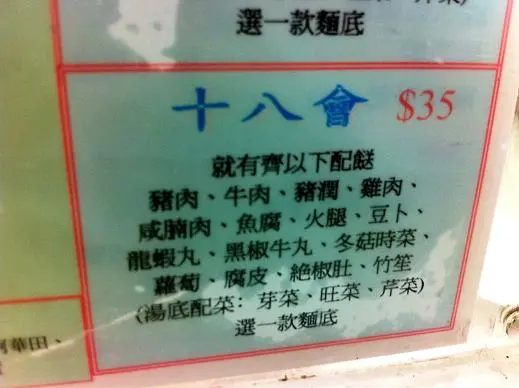 選一款麵底
十八會 $35
就有齊以下配餸
豬肉、牛肉、豬潤、雞肉、
咸腩肉、魚腐、火腿、豆卜、
龍蝦丸、黑椒牛丸、冬菇時菜、
蘿蔔、腐皮、絕椒肚、竹笙
(湯底配菜: 芽菜、旺菜、芹菜)
選一款麵底
華田、